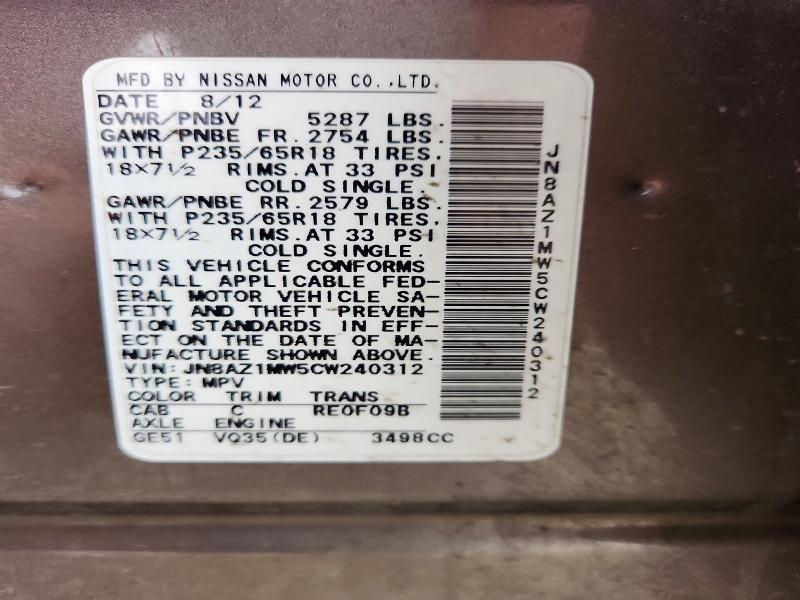 MFD BY NISSAN MOTOR CO.,LTD.
DATE 8/12
GVWR/PNBV 5287 LBS.
GAWR/PNBE FR. 2754 LBS.
WITH P235/65R18 TIRES.
18×7½ RIMS.AT 33 PSI
COLD SINGLE.
GAWR/PNBE RR. 2579 LBS.
WITH P235/65R18 TIRES.
18×7½ RIMS.AT 33 PSI
COLD SINGLE.
THIS VEHICLE CONFORMS
TO ALL APPLICABLE FED-
ERAL MOTOR VEHICLE SA-
FETY AND THEFT PREVEN-
TION STANDARDS IN EFF-
ECT ON THE DATE OF MA-
NUFACTURE SHOWN ABOVE.
VIN: JN8AZ1MW5CW240312
TYPE: MPV
COLOR TRIM TRANS
CAB C RE0F09B
AXLE ENGINE
GE51 VQ35(DE) 3498CC
JN8AZ1MW5CW240312